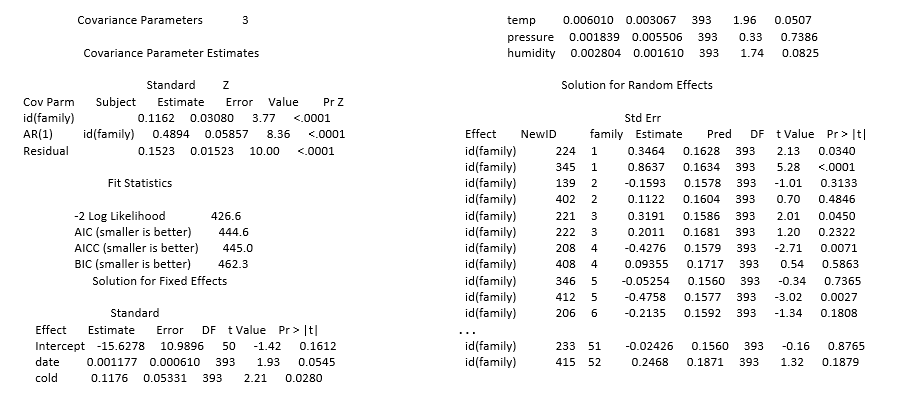 Covariance Parameters 3
Covariance Parameter Estimates
Standard Z
Cov Parm Subject Estimate Error Value Pr Z
id(family) 0.1162 0.03080 3.77 <.0001
AR(1) id(family) 0.4894 0.05857 8.36 <.0001
Residual 0.1523 0.01523 10.00 <.0001
Fit Statistics
-2 Log Likelihood 426.6
AIC (smaller is better) 444.6
AICC (smaller is better) 445.0
BIC (smaller is better) 462.3
Solution for Fixed Effects
Standard
Effect Estimate Error DF t Value Pr > |t|
Intercept -15.6278 10.9896 50 -1.42 0.1612
date 0.001177 0.000610 393 1.93 0.0545
cold 0.1176 0.05331 393 2.21 0.0280
temp 0.006010 0.003067 393 1.96 0.0507
pressure 0.001839 0.005506 393 0.33 0.7386
humidity 0.002804 0.001610 393 1.74 0.0825
Solution for Random Effects
Std Err
Effect NewID family Estimate Pred DF t Value Pr > |t|
id(family) 224 1 0.3464 0.1628 393 2.13 0.0340
id(family) 345 1 0.8637 0.1634 393 5.28 <.0001
id(family) 139 2 -0.1593 0.1578 393 -1.01 0.3133
id(family) 402 2 0.1122 0.1604 393 0.70 0.4846
id(family) 221 3 0.3191 0.1586 393 2.01 0.0450
id(family) 222 3 0.2011 0.1681 393 1.20 0.2322
id(family) 208 4 -0.4276 0.1579 393 -2.71 0.0071
id(family) 408 4 0.09355 0.1717 393 0.54 0.5863
id(family) 346 5 -0.05254 0.1560 393 -0.34 0.7365
id(family) 412 5 -0.4758 0.1577 393 -3.02 0.0027
id(family) 206 6 -0.2135 0.1592 393 -1.34 0.1808
...
id(family) 233 51 -0.02426 0.1560 393 -0.16 0.8765
id(family) 415 52 0.2468 0.1871 393 1.32 0.1879